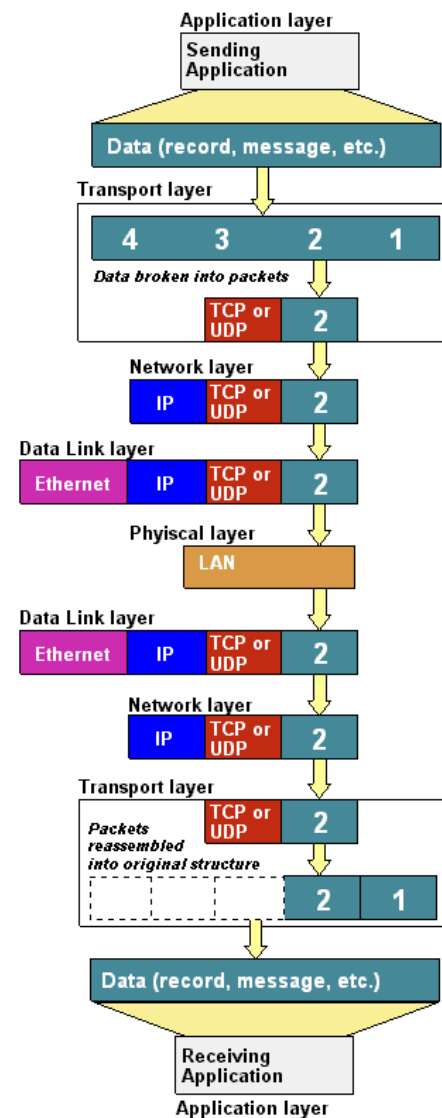 Application layer
Sending
Application
Data (record, message, etc.)
Transport layer
4 3 2 1
Data broken into packets
TCP or
UDP
2
Network layer
IP
TCP or
UDP
2
Data Link layer
Ethernet
IP
TCP or
UDP
2
Phyiscal layer
LAN
Data Link layer
Ethernet
IP
TCP or
UDP
2
Network layer
IP
TCP or
UDP
2
Transport layer
TCP or
UDP
2
Packets
reassembled
into original structure
2 1
Data (record, message, etc.)
Receiving
Application
Application layer